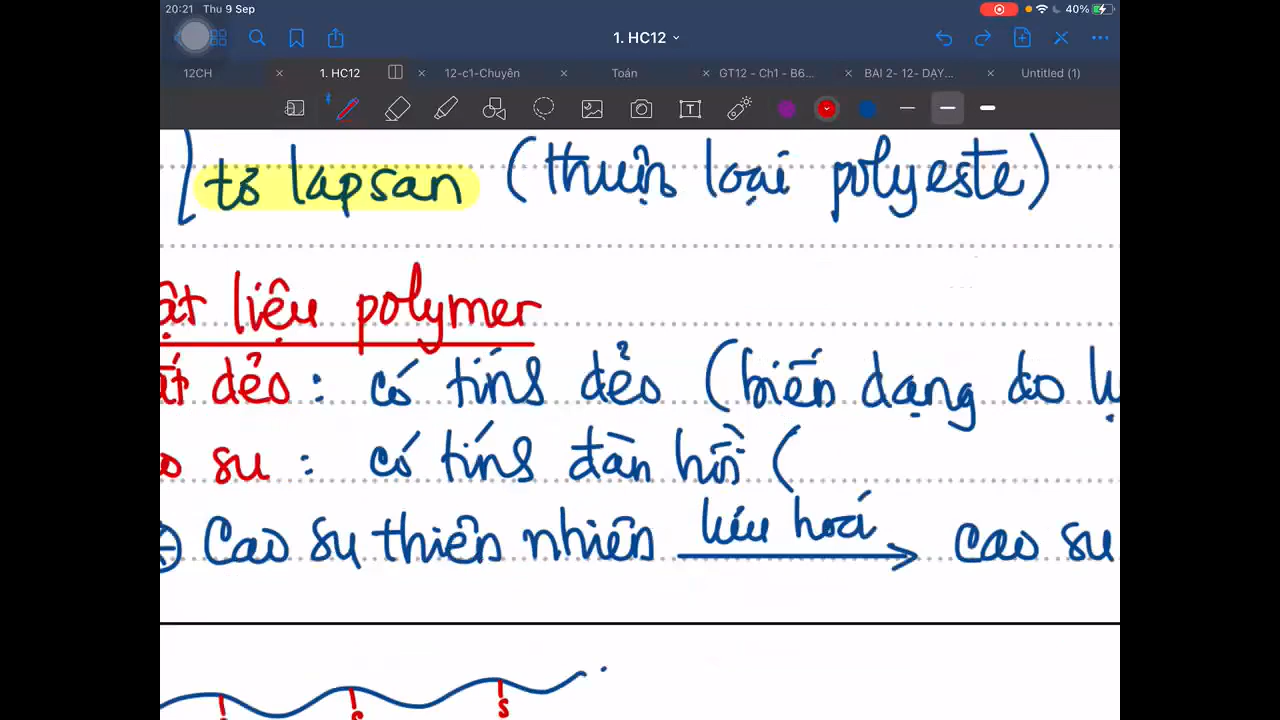 20:21 Thu 9 Sep 40%
1. HC12
12CH 1. HC12 12-c1-Chuyên Toán GT12 - Ch1 - B6... BÀI 2- 12- DẠY... Untitled (1)
tơ lapsan (thuộc loại polyeste)
ật liệu polymer
ất dẻo : có tính dẻo (biến dạng do l
o su : có tính đàn hồi (
Cao su thiên nhiên lưu hoá cao su
S S